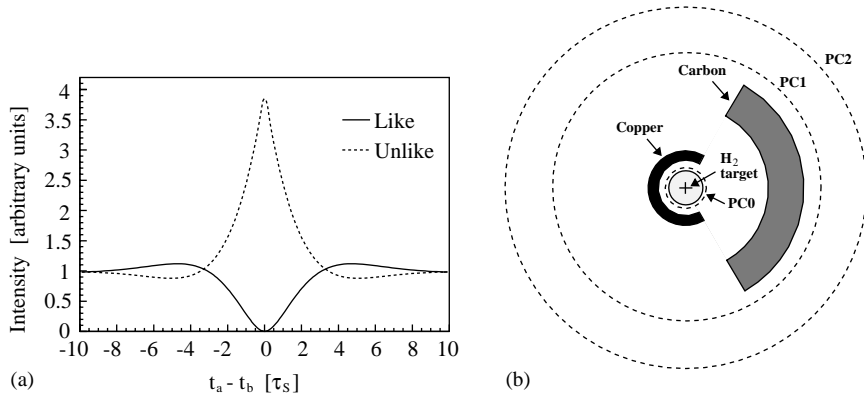 4
3.5
3
2.5
2
1.5
1
0.5
0
Intensity [arbitrary units]
Like
Unlike
-10 -8 -6 -4 -2 0 2 4 6 8 10
(a)
t_a - t_b [τ_S]
PC2
PC1
Carbon
Copper
H₂
target
PC0
(b)